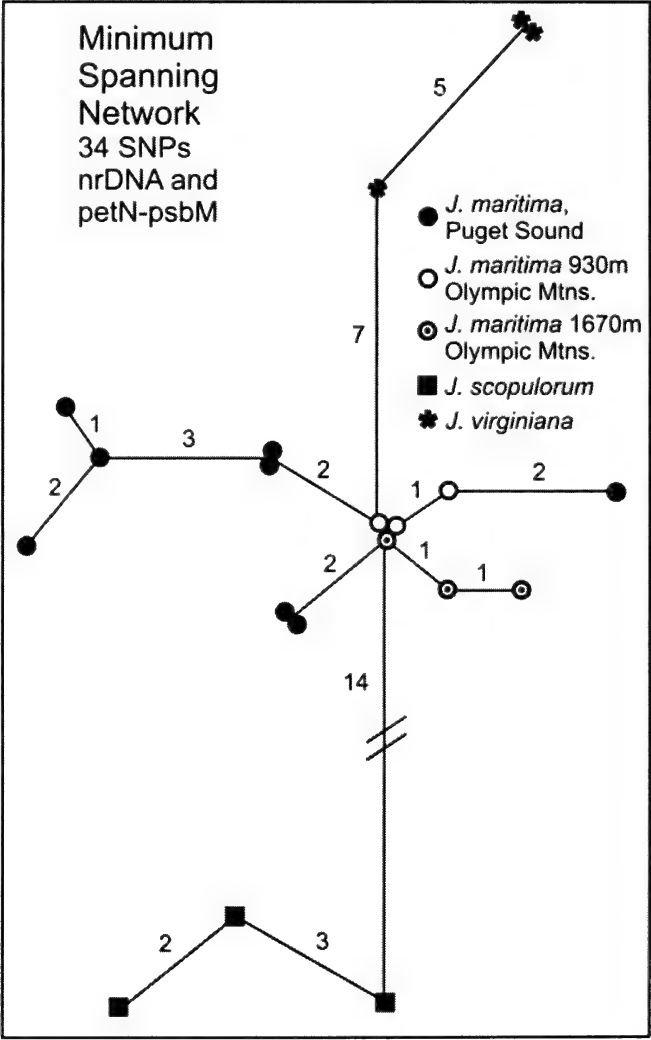 Minimum
Spanning
Network
34 SNPs
nrDNA and
petN-psbM
5
J. maritima,
Puget Sound
J. maritima 930m
Olympic Mtns.
7
J. maritima 1670m
Olympic Mtns.
J. scopulorum
J. virginiana
1
3
2
2
1
2
2
1
1
14
2
3